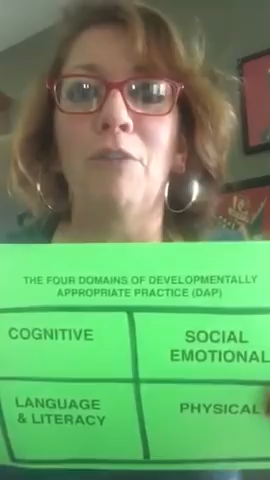 THE FOUR DOMAINS OF DEVELOPMENTALLY
APPROPRIATE PRACTICE (DAP)
COGNITIVE
SOCIAL
EMOTIONAL
LANGUAGE
& LITERACY
PHYSICAL